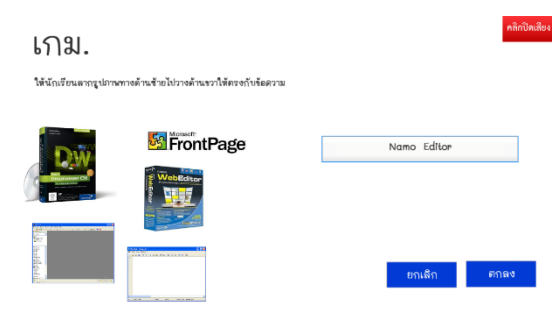 คลิกปิดเสียง
เกม.
ให้นักเรียนลากรูปภาพทางด้านซ้ายไปวางด้านขวาให้ตรงกับข้อความ
Microsoft
FrontPage
Dw
WebEditor
WebEditor
Namo Editor
ยกเลิก
ตกลง